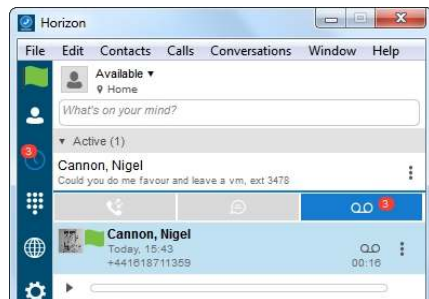 Horizon
File Edit Contacts Calls Conversations Window Help
Available ▾
Home
What's on your mind?
▾ Active (1)
3
Cannon, Nigel
Could you do me favour and leave a vm, ext 3478
3
Cannon, Nigel
Today, 15:43
+441618711359
00:16